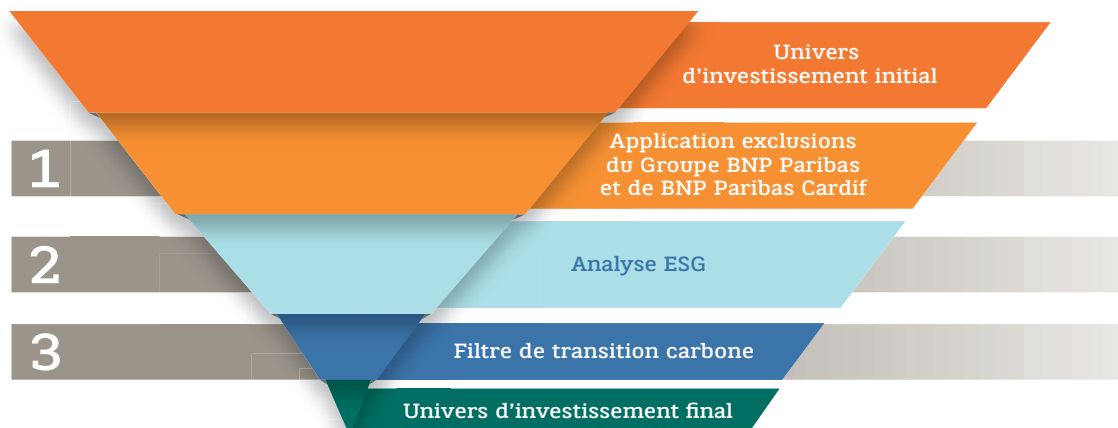 Univers
d'investissement initial
1
Application exclusions
du Groupe BNP Paribas
et de BNP Paribas Cardif
2
Analyse ESG
3
Filtre de transition carbone
Univers d'investissement final